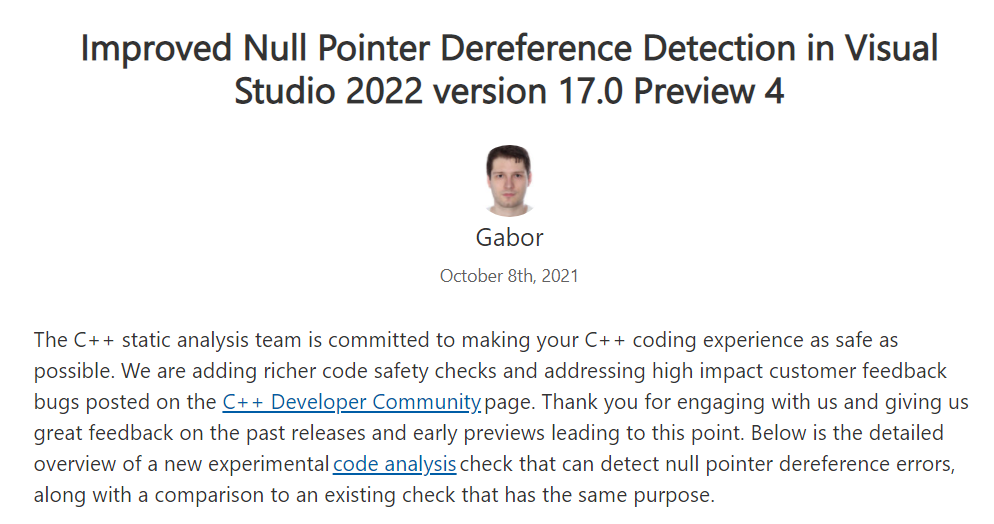 Improved Null Pointer Dereference Detection in Visual
Studio 2022 version 17.0 Preview 4
Gabor
October 8th, 2021
The C++ static analysis team is committed to making your C++ coding experience as safe as
possible. We are adding richer code safety checks and addressing high impact customer feedback
bugs posted on the C++ Developer Community page. Thank you for engaging with us and giving us
great feedback on the past releases and early previews leading to this point. Below is the detailed
overview of a new experimental code analysis check that can detect null pointer dereference errors,
along with a comparison to an existing check that has the same purpose.